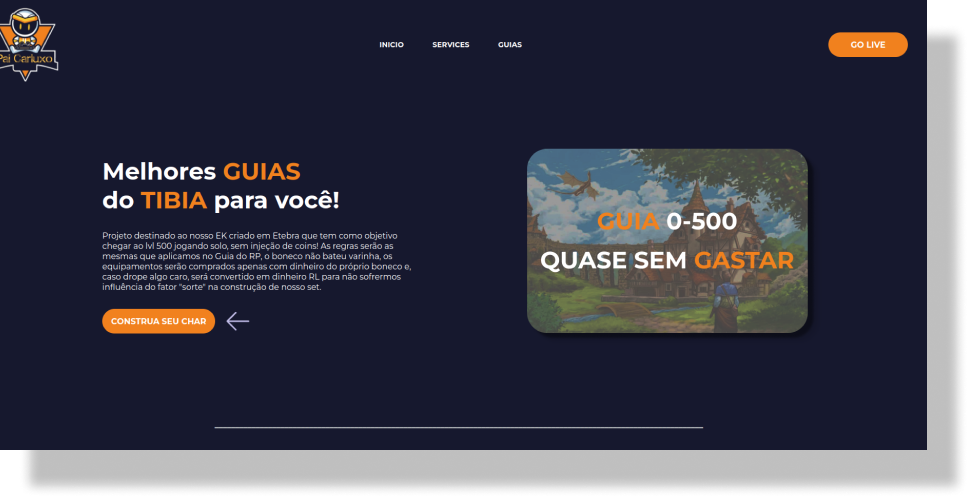 Pai Carluxo
INICIO SERVICES GUIAS
GO LIVE
Melhores GUIAS
do TIBIA para você!
Projeto destinado ao nosso EK criado em Etebra que tem como objetivo
chegar ao lvl 500 jogando solo, sem injeção de coins! As regras serão as
mesmas que aplicamos no Guia do RP, o boneco não bateu varinha, os
equipamentos serão comprados apenas com dinheiro do próprio boneco e,
caso drope algo caro, será convertido em dinheiro RL para não sofrermos
influência do fator "sorte" na construção de nosso set.
CONSTRUA SEU CHAR
GUIA 0-500
QUASE SEM GASTAR